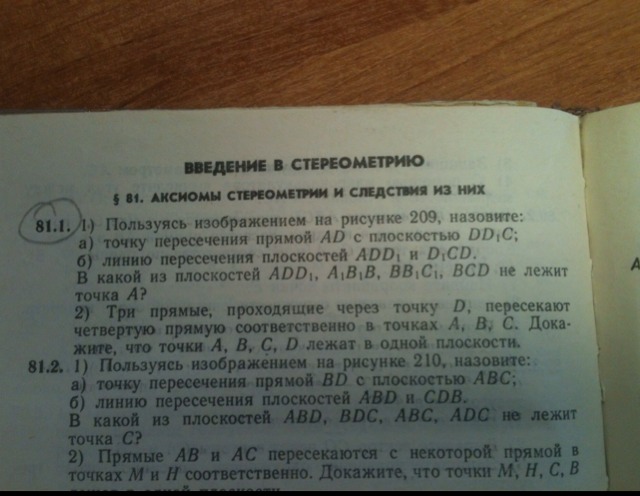 ВВЕДЕНИЕ В СТЕРЕОМЕТРИЮ
§ 81. АКСИОМЫ СТЕРЕОМЕТРИИ И СЛЕДСТВИЯ ИЗ НИХ
81.1. 1) Пользуясь изображением на рисунке 209, назовите:
а) точку пересечения прямой AD с плоскостью DD₁C;
б) линию пересечения плоскостей ADD₁ и D₁CD.
В какой из плоскостей ADD₁, A₁B₁B, BB₁C₁, BCD не лежит
точка A?
2) Три прямые, проходящие через точку D, пересекают
четвертую прямую соответственно в точках A, B, C. Дока-
жите, что точки A, B, C, D лежат в одной плоскости.
81.2. 1) Пользуясь изображением на рисунке 210, назовите:
а) точку пересечения прямой BD с плоскостью ABC;
б) линию пересечения плоскостей ABD и CDB.
В какой из плоскостей ABD, BDC, ABC, ADC не лежит
точка C?
2) Прямые AB и AC пересекаются с некоторой прямой в
точках M и H соответственно. Докажите, что точки M, H, C, B